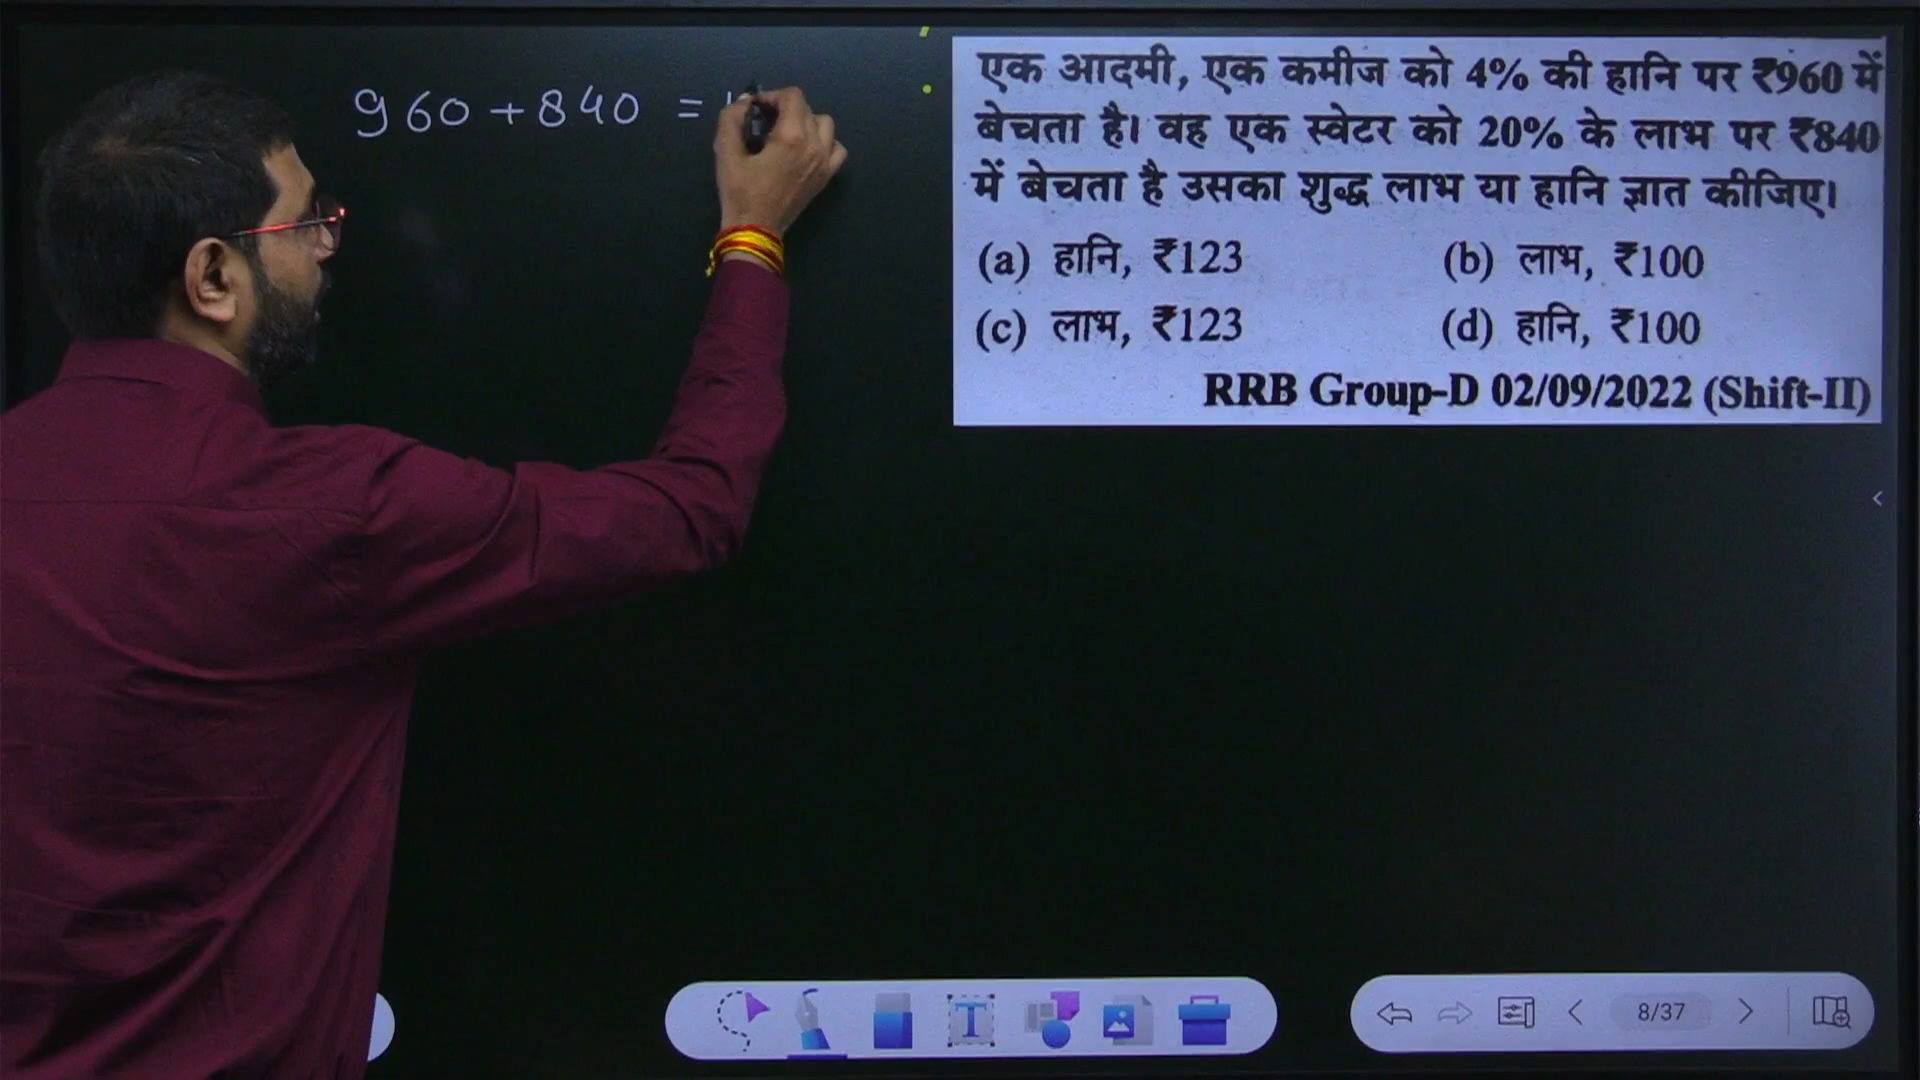 960+840 =
एक आदमी, एक कमीज को 4% की हानि पर ₹960 में
बेचता है। वह एक स्वेटर को 20% के लाभ पर ₹840
में बेचता है उसका शुद्ध लाभ या हानि ज्ञात कीजिए।
(a) हानि, ₹123 (b) लाभ, ₹100
(c) लाभ, ₹123 (d) हानि, ₹100
RRB Group-D 02/09/2022 (Shift-II)
T
8/37